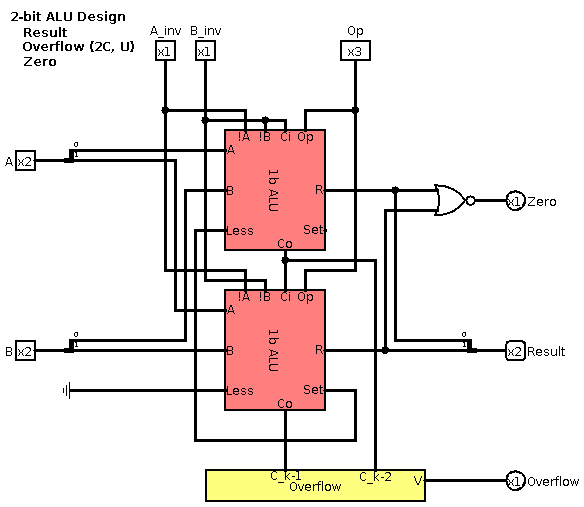 2-bit ALU Design
Result
Overflow (2C, U)
Zero
A_inv B_inv Op
x1 x1 x3
!A !B Ci Op
A x2 0 1 A
1b ALU
B R x1 Zero
Less Set
Co
!A !B Ci Op
A
1b ALU
B x2 0 1 B R 0 1 x2 Result
Less Set
Co
C_k-1 C_k-2
Overflow V x1 Overflow